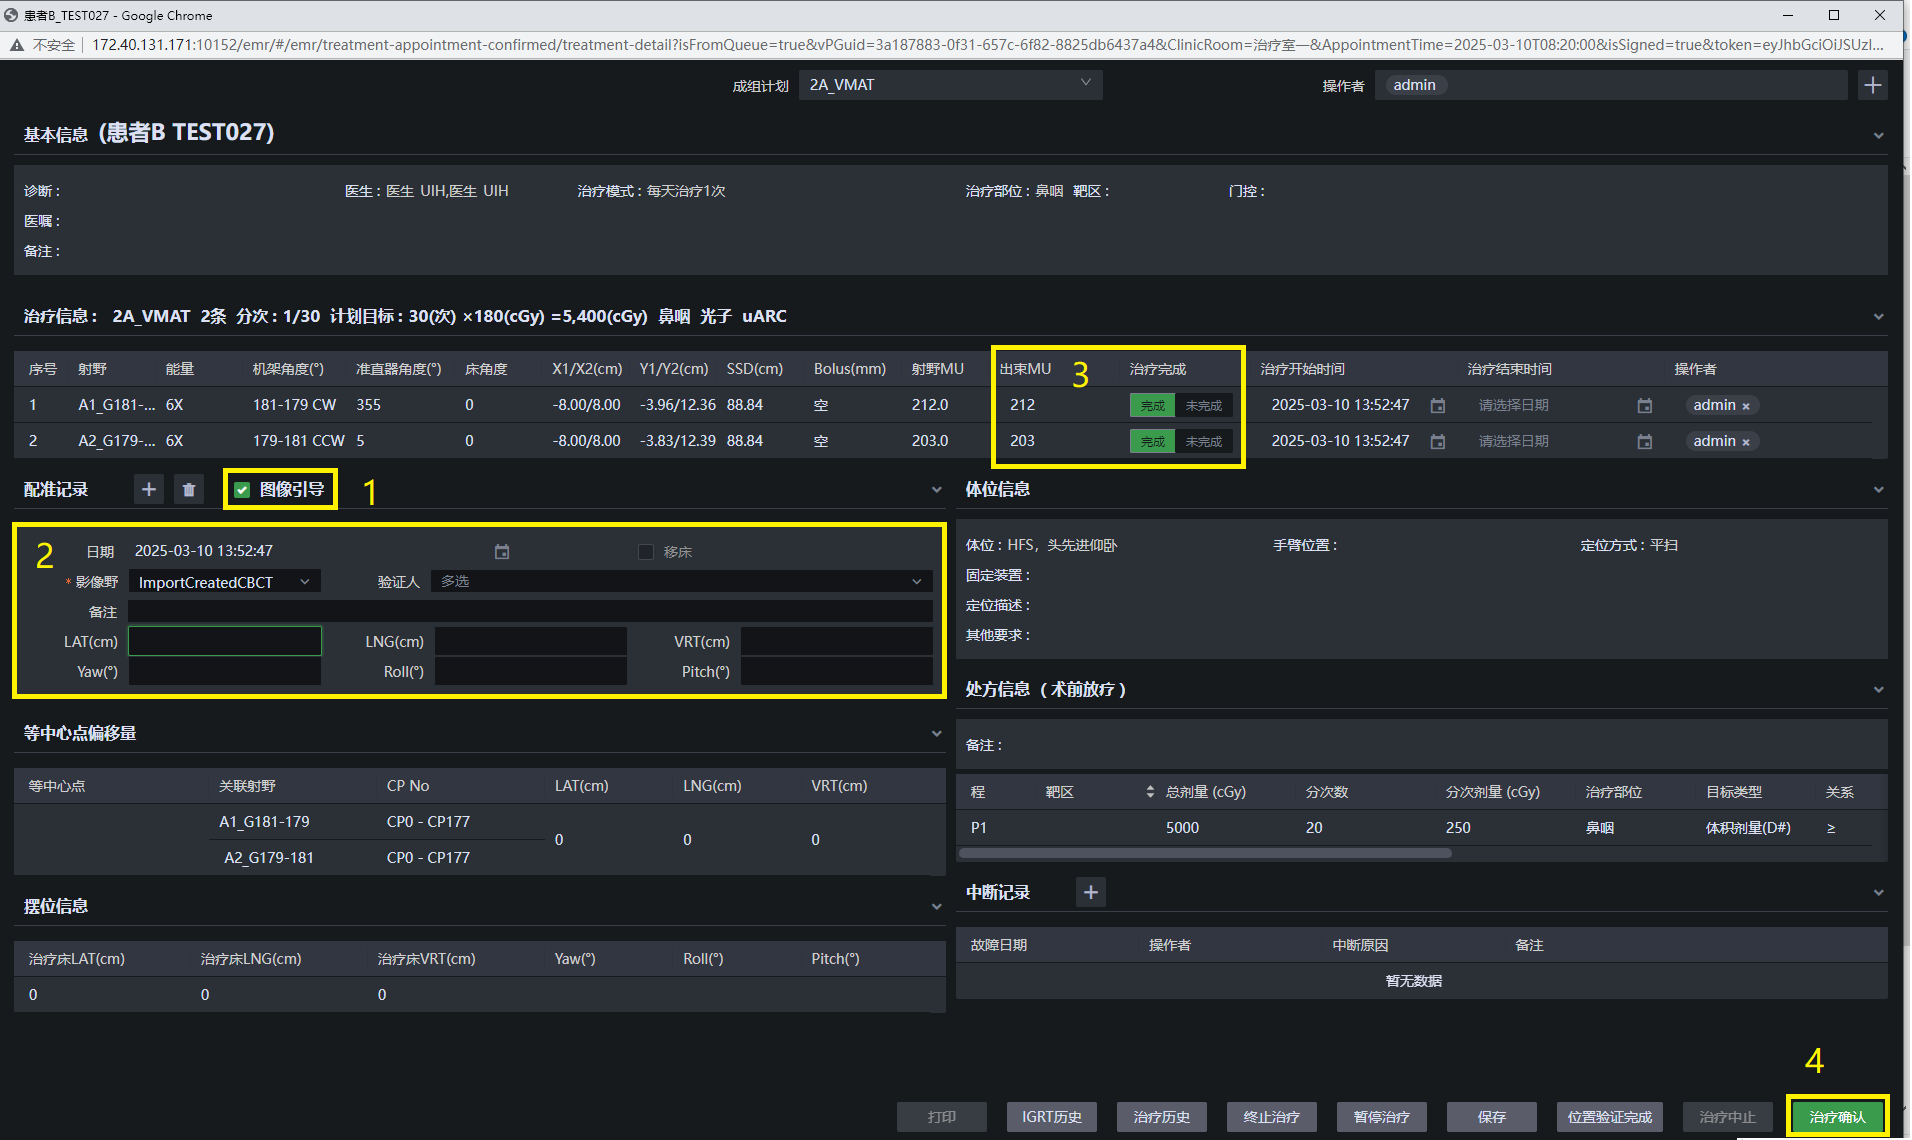 患者B_TEST027 - Google Chrome
不安全 172.40.131.171:10152/emr/#/emr/treatment-appointment-confirmed/treatment-detail?isFromQueue=true&vPGuid=3a187883-0f31-657c-6f82-8825db6437a4&ClinicRoom=治疗室一&AppointmentTime=2025-03-10T08:20:00&isSigned=true&token=eyJhbGciOiJSUzI...
成组计划 2A_VMAT 操作者 admin
基本信息 (患者B TEST027)
诊断： 医生：医生 UIH,医生 UIH 治疗模式：每天治疗1次 治疗部位：鼻咽 靶区： 门控：
医嘱：
备注：
治疗信息： 2A_VMAT 2条 分次：1/30 计划目标：30(次) ×180(cGy) =5,400(cGy) 鼻咽 光子 uARC
序号 射野 能量 机架角度(°) 准直器角度(°) 床角度 X1/X2(cm) Y1/Y2(cm) SSD(cm) Bolus(mm) 射野MU 出束MU 3 治疗完成 治疗开始时间 治疗结束时间 操作者
1 A1_G181-... 6X 181-179 CW 355 0 -8.00/8.00 -3.96/12.36 88.84 空 212.0 212 完成 未完成 2025-03-10 13:52:47 请选择日期 admin ×
2 A2_G179-... 6X 179-181 CCW 5 0 -8.00/8.00 -3.83/12.39 88.84 空 203.0 203 完成 未完成 2025-03-10 13:52:47 请选择日期 admin ×
配准记录 图像引导 1
2 日期 2025-03-10 13:52:47 移床
* 影像野 ImportCreatedCBCT 验证人 多选
备注
LAT(cm) LNG(cm) VRT(cm)
Yaw(°) Roll(°) Pitch(°)
等中心点偏移量
等中心点 关联射野 CP No LAT(cm) LNG(cm) VRT(cm)
A1_G181-179 CP0 - CP177
0 0 0
A2_G179-181 CP0 - CP177
摆位信息
治疗床LAT(cm) 治疗床LNG(cm) 治疗床VRT(cm) Yaw(°) Roll(°) Pitch(°)
0 0 0
体位信息
体位：HFS，头先进仰卧 手臂位置： 定位方式：平扫
固定装置：
定位描述：
其他要求：
处方信息（术前放疗）
备注：
程 靶区 总剂量 (cGy) 分次数 分次剂量 (cGy) 治疗部位 目标类型 关系
P1 5000 20 250 鼻咽 体积剂量(D#) ≥
中断记录
故障日期 操作者 中断原因 备注
暂无数据
4
打印 IGRT历史 治疗历史 终止治疗 暂停治疗 保存 位置验证完成 治疗中止 治疗确认